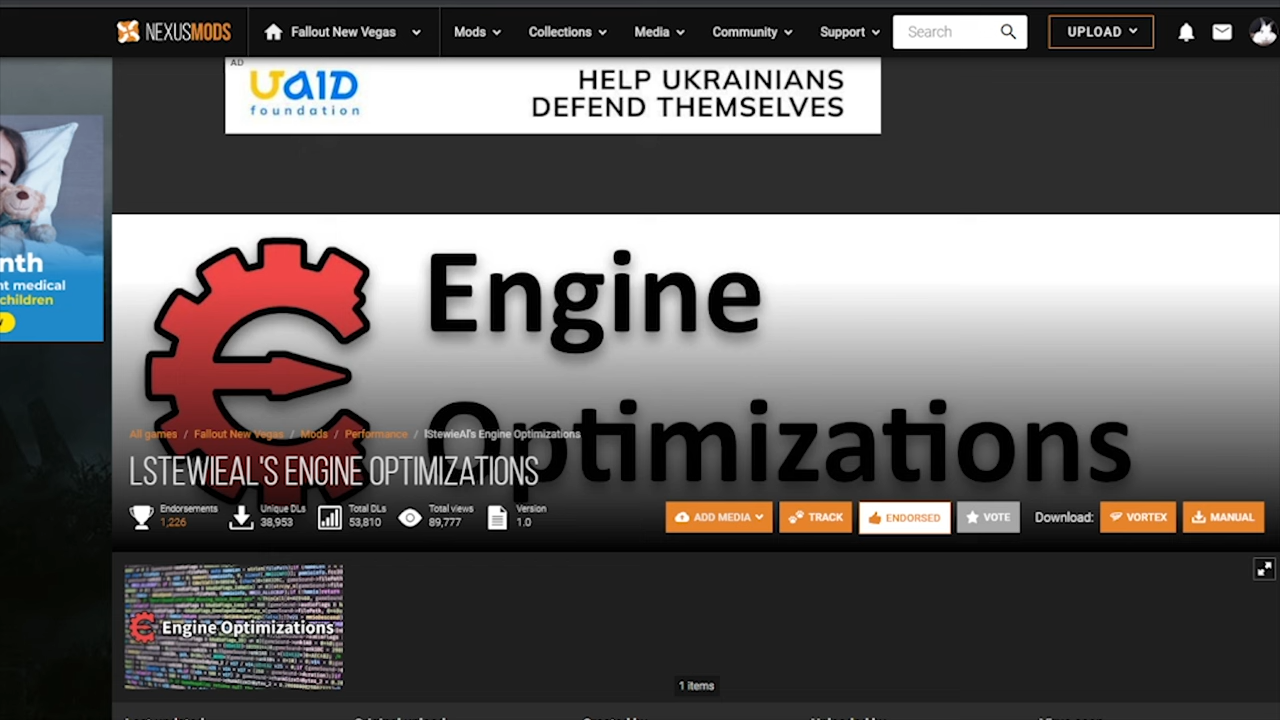 NEXUSMODS
Fallout New Vegas
Mods
Collections
Media
Community
Support
Search
UPLOAD
AD
UAID
foundation
HELP UKRAINIANS
DEFEND THEMSELVES
nth
nt medical
children
Engine
Optimizations
All games / Fallout New Vegas / Mods / Performance / lStewieAl's Engine Optimizations
LSTEWIEAL'S ENGINE OPTIMIZATIONS
Endorsements
1,226
Unique DLs
38,953
Total DLs
53,810
Total views
89,777
Version
1.0
ADD MEDIA
TRACK
ENDORSED
VOTE
Download:
VORTEX
MANUAL
Engine Optimizations
1 items